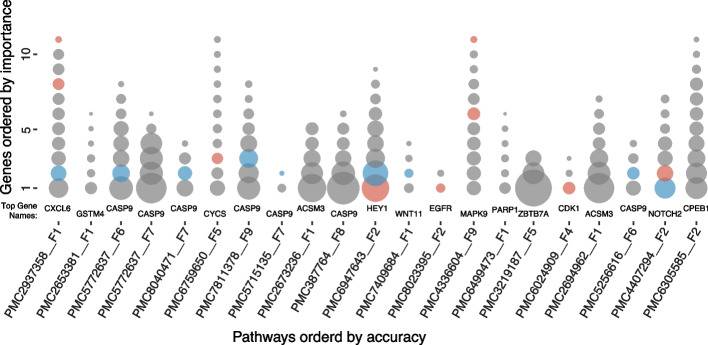 Genes ordered by importance
10
5
1
Top Gene Names:
CXCL6
GSTM4
CASP9
CASP9
CASP9
CYCS
CASP9
CASP9
ACSM3
CASP9
HEY1
WNT11
EGFR
MAPK9
PARP1
ZBTB7A
CDK1
ACSM3
CASP9
NOTCH2
CPEB1
PMC2937358__F1
PMC2653381__F1
PMC5772637__F6
PMC5772637__F7
PMC8040471__F7
PMC6759650__F5
PMC7811378__F9
PMC5715135__F7
PMC2673236__F1
PMC387764__F8
PMC6947643__F2
PMC7409684__F1
PMC8023395__F2
PMC4336604__F9
PMC6499473__F1
PMC3219187__F5
PMC6024909__F4
PMC2694962__F1
PMC5256616__F6
PMC4407294__F2
PMC6305585__F2
Pathways orderd by accuracy